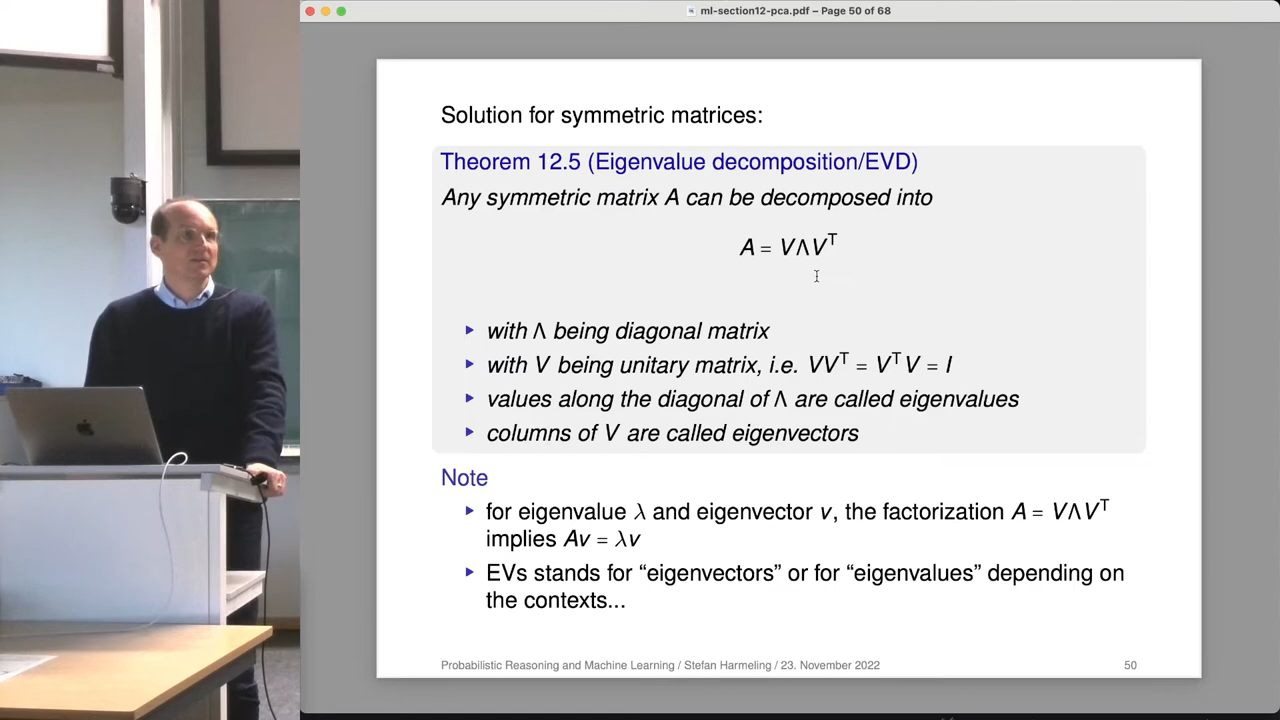 ml-section12-pca.pdf – Page 50 of 68
Solution for symmetric matrices:
Theorem 12.5 (Eigenvalue decomposition/EVD)
Any symmetric matrix A can be decomposed into
A = VΛVᵀ
▸ with Λ being diagonal matrix
▸ with V being unitary matrix, i.e. VVᵀ = VᵀV = I
▸ values along the diagonal of Λ are called eigenvalues
▸ columns of V are called eigenvectors
Note
▸ for eigenvalue λ and eigenvector v, the factorization A = VΛVᵀ
implies Av = λv
▸ EVs stands for “eigenvectors” or for “eigenvalues” depending on
the contexts...
Probabilistic Reasoning and Machine Learning / Stefan Harmeling / 23. November 2022
50